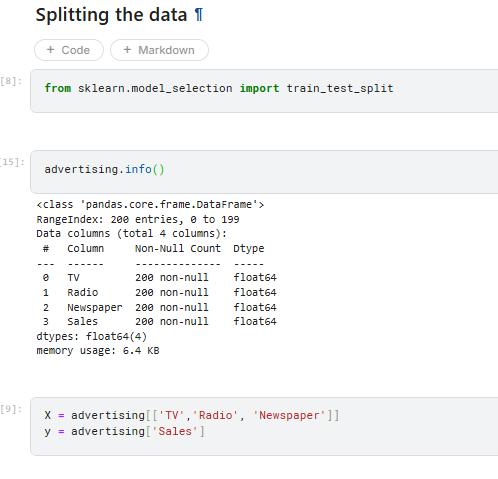 Splitting the data ¶
+ Code + Markdown
[8]:
from sklearn.model_selection import train_test_split
[15]:
advertising.info()
<class 'pandas.core.frame.DataFrame'>
RangeIndex: 200 entries, 0 to 199
Data columns (total 4 columns):
 #   Column     Non-Null Count  Dtype
---  ------     --------------  -----
 0   TV         200 non-null    float64
 1   Radio      200 non-null    float64
 2   Newspaper  200 non-null    float64
 3   Sales      200 non-null    float64
dtypes: float64(4)
memory usage: 6.4 KB
[9]:
X = advertising[['TV','Radio', 'Newspaper']]
y = advertising['Sales']